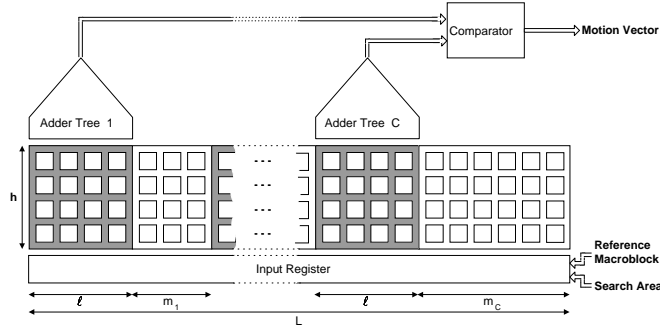 Comparator
Motion Vector
Adder Tree 1
Adder Tree C
h
Reference
Macroblock
Input Register
Search Area
ℓ
m1
ℓ
mC
L